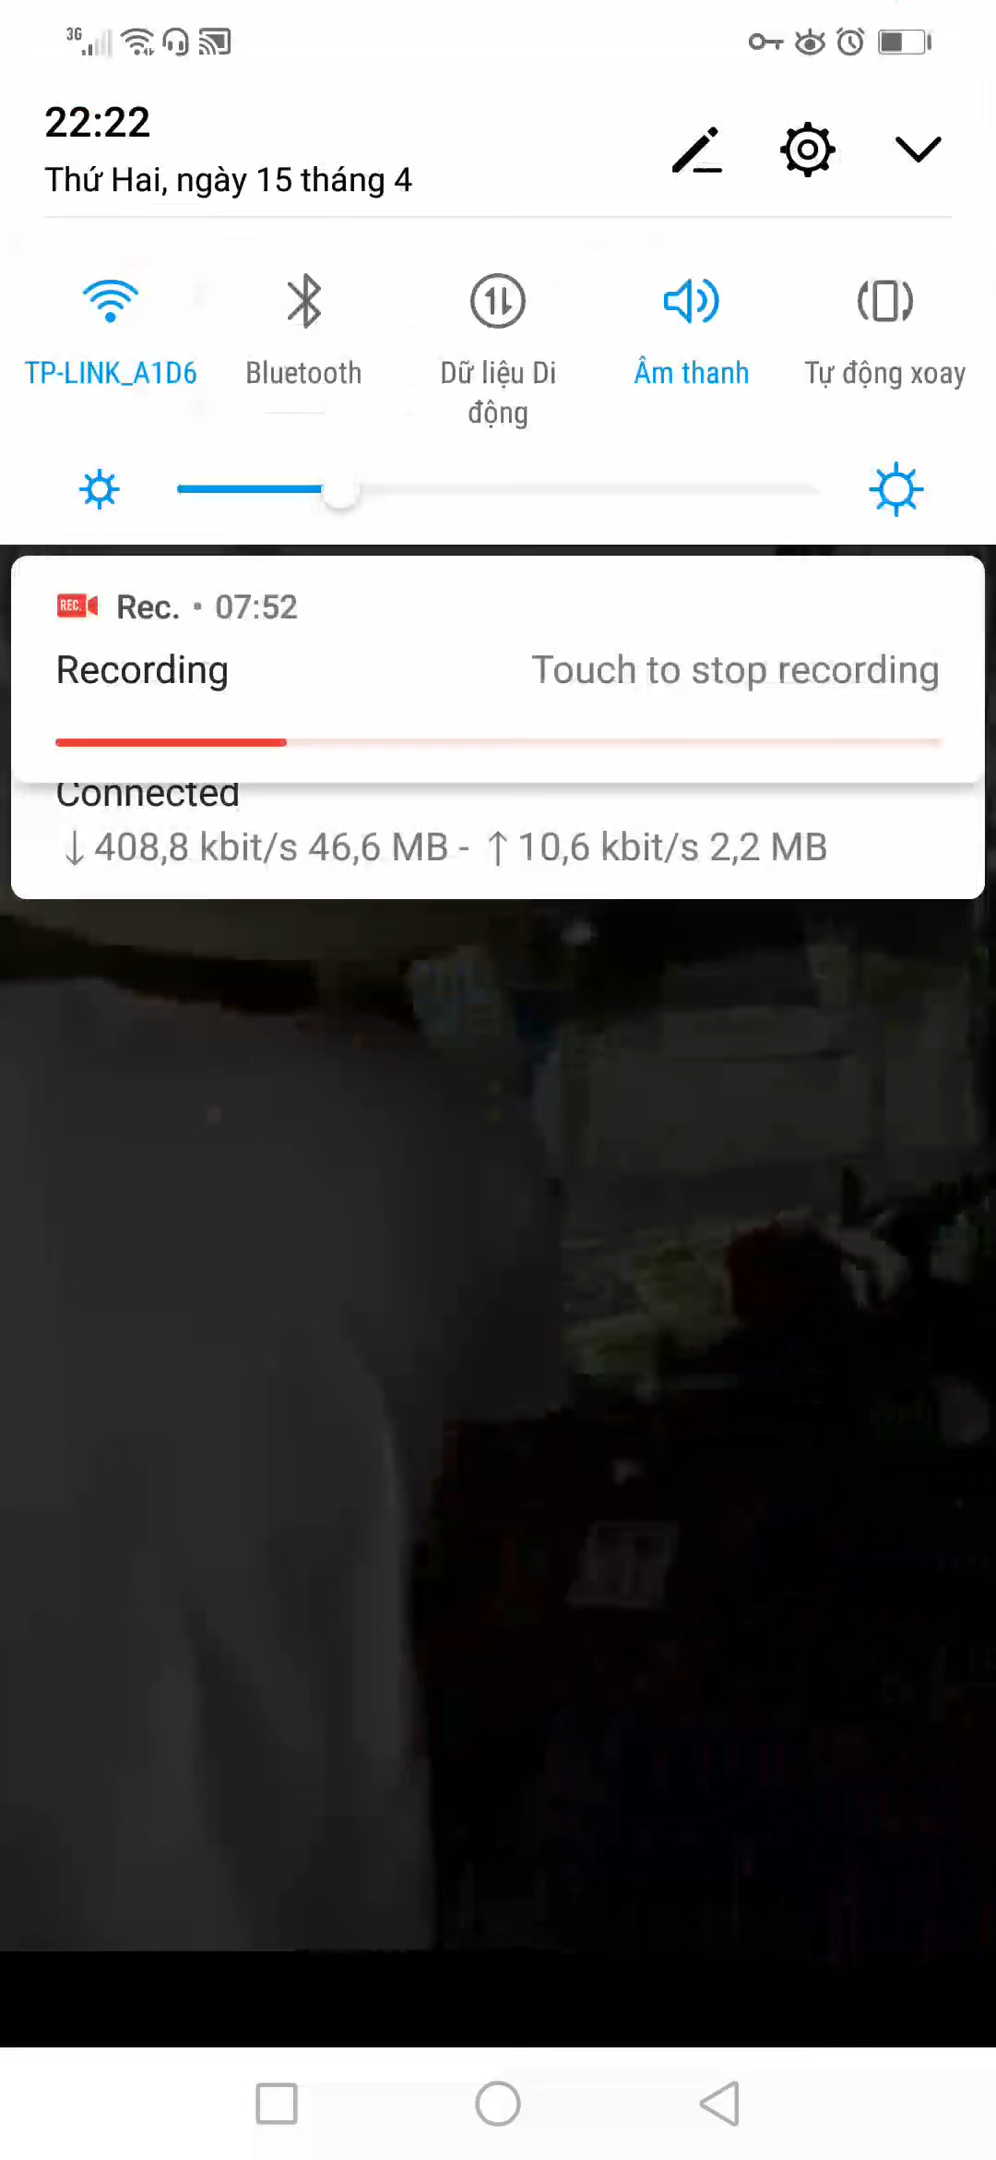 3G
22:22
Thứ Hai, ngày 15 tháng 4
TP-LINK_A1D6
Bluetooth
Dữ liệu Di động
Âm thanh
Tự động xoay
REC. Rec. • 07:52
Recording Touch to stop recording
Connected
↓ 408,8 kbit/s 46,6 MB - ↑ 10,6 kbit/s 2,2 MB